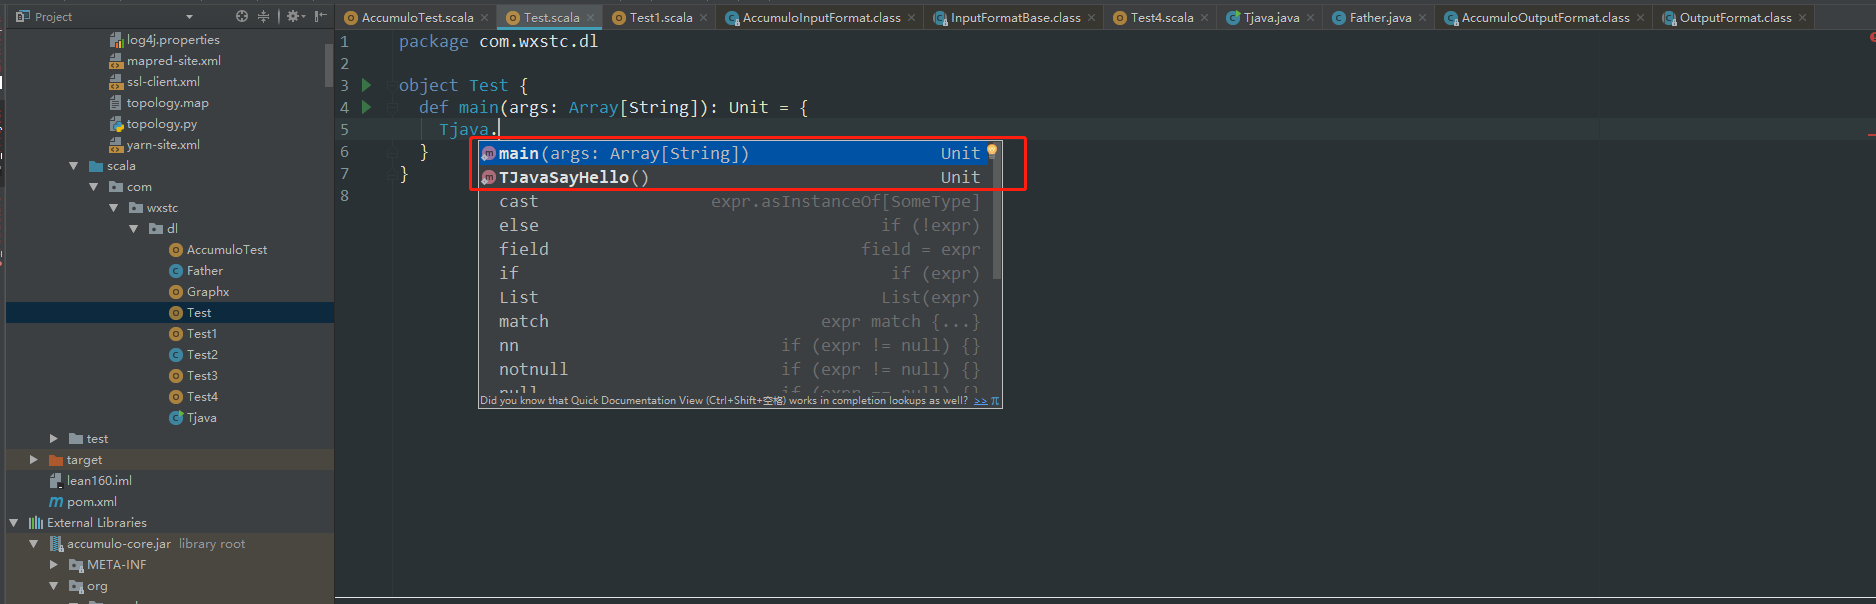 Project
AccumuloTest.scala
Test.scala
Test1.scala
AccumuloInputFormat.class
InputFormatBase.class
Test4.scala
Tjava.java
Father.java
AccumuloOutputFormat.class
OutputFormat.class
log4j.properties
mapred-site.xml
ssl-client.xml
topology.map
topology.py
yarn-site.xml
scala
com
wxstc
dl
AccumuloTest
Father
Graphx
Test
Test1
Test2
Test3
Test4
Tjava
test
target
lean160.iml
pom.xml
External Libraries
accumulo-core.jar library root
META-INF
org
1 package com.wxstc.dl
2
3 object Test {
4 def main(args: Array[String]): Unit = {
5 Tjava.
6 }
7 }
8
main(args: Array[String]) Unit
TJavaSayHello() Unit
cast expr.asInstanceOf[SomeType]
else if (!expr)
field field = expr
if if (expr)
List List(expr)
match expr match {...}
nn if (expr != null) {}
notnull if (expr != null) {}
null if (expr == null) {}
Did you know that Quick Documentation View (Ctrl+Shift+空格) works in completion lookups as well? >> π